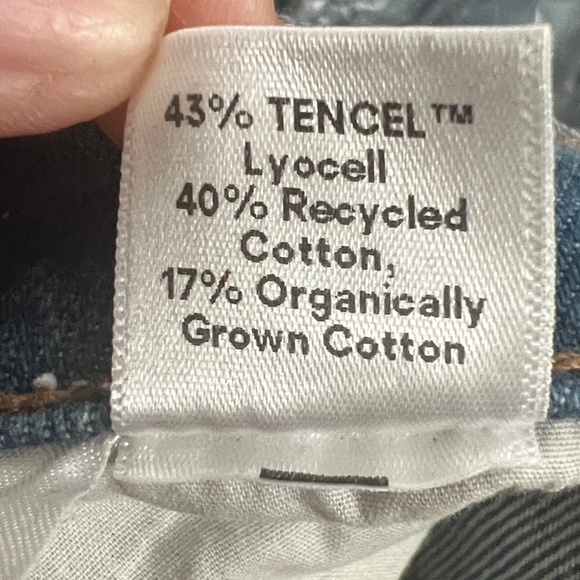 43% TENCEL™
Lyocell
40% Recycled
Cotton,
17% Organically
Grown Cotton